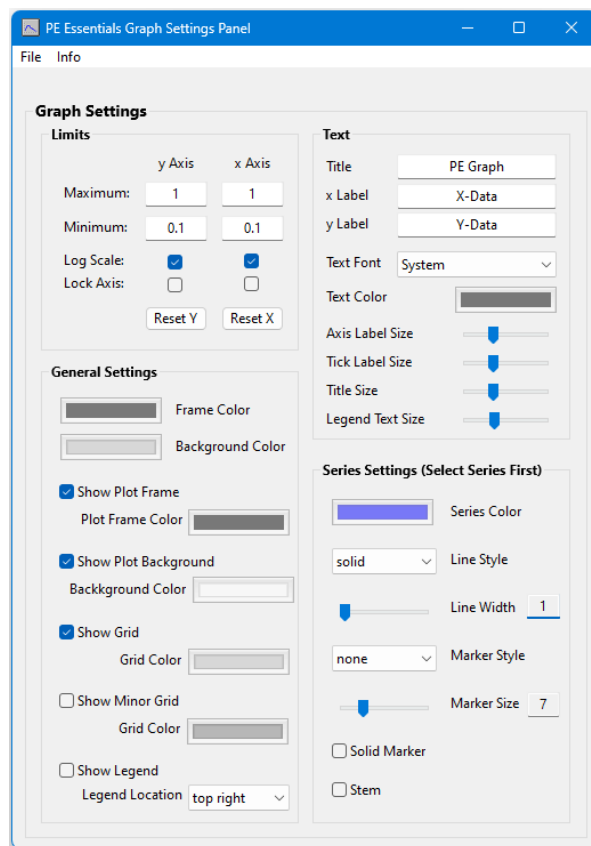 PE Essentials Graph Settings Panel
File Info
Graph Settings
Limits
y Axis x Axis
Maximum: 1 1
Minimum: 0.1 0.1
Log Scale:
Lock Axis:
Reset Y Reset X
General Settings
Frame Color
Background Color
Show Plot Frame
Plot Frame Color
Show Plot Background
Backkground Color
Show Grid
Grid Color
Show Minor Grid
Grid Color
Show Legend
Legend Location top right
Text
Title PE Graph
x Label X-Data
y Label Y-Data
Text Font System
Text Color
Axis Label Size
Tick Label Size
Title Size
Legend Text Size
Series Settings (Select Series First)
Series Color
solid Line Style
Line Width 1
none Marker Style
Marker Size 7
Solid Marker
Stem